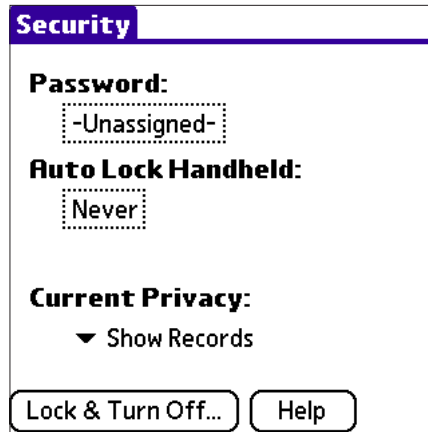 Security
Password:
-Unassigned-
Auto Lock Handheld:
Never
Current Privacy:
Show Records
Lock & Turn Off... Help